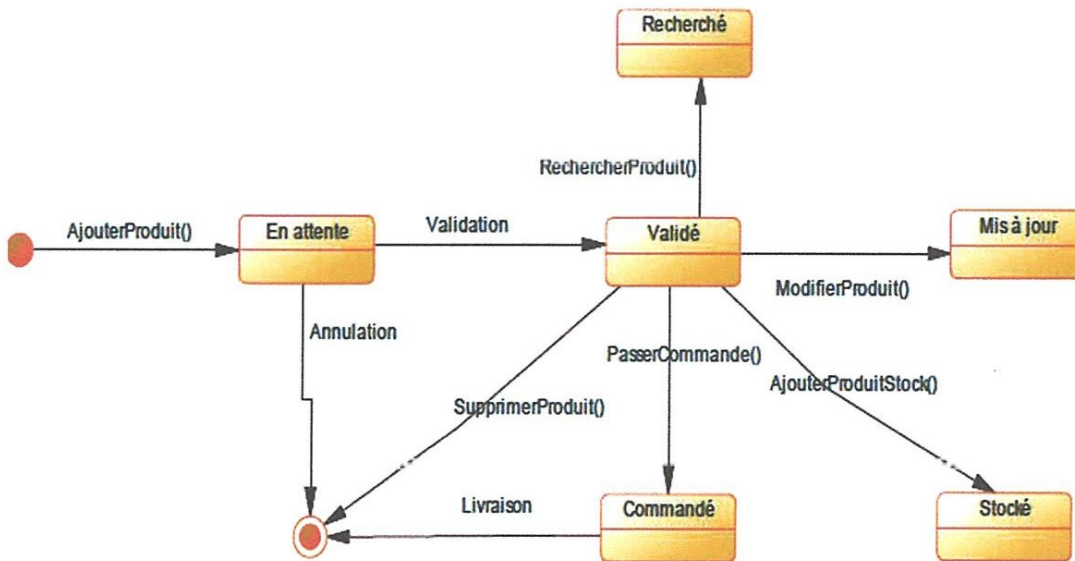 Recherché
RechercherProduit()
AjouterProduit()
En attente
Validation
Validé
Mis à jour
ModifierProduit()
Annulation
PasserCommande()
AjouterProduitStock()
SupprimerProduit()
Livraison
Commandé
Stocké